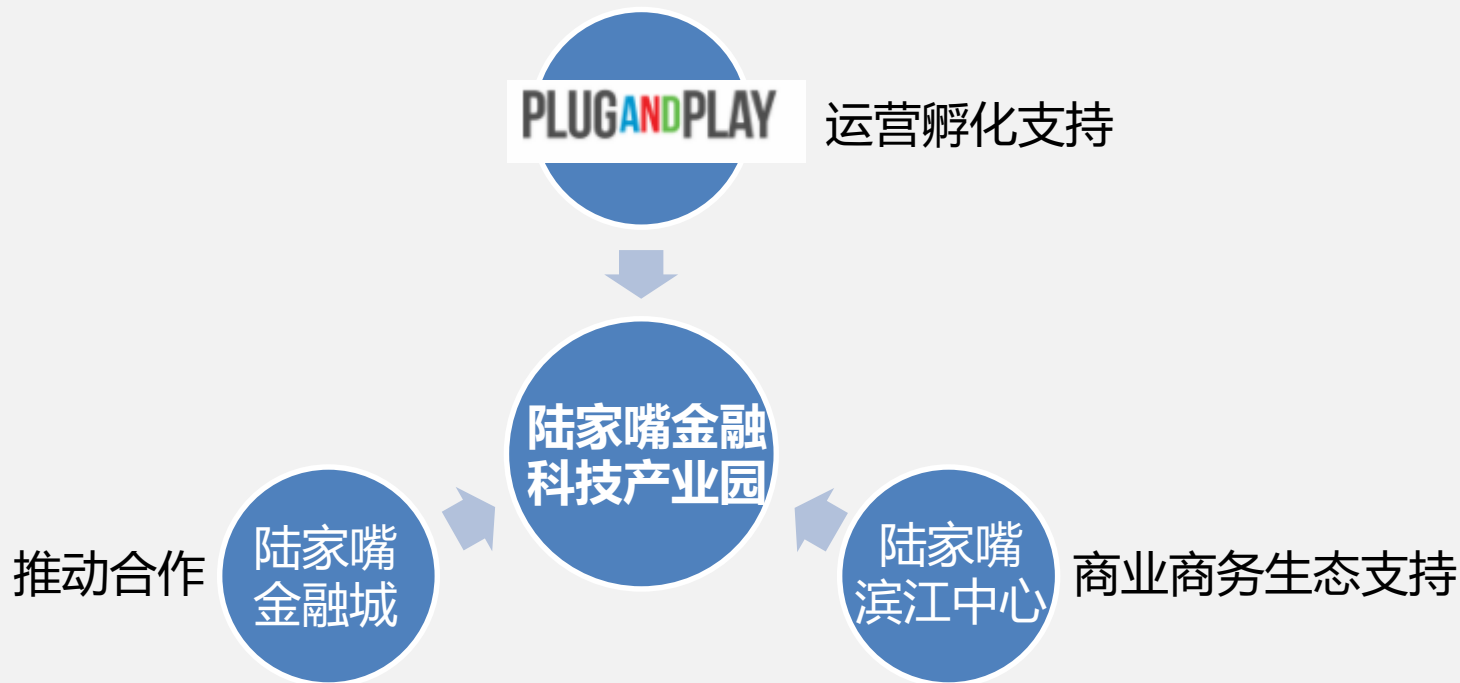 PLUGANDPLAY
运营孵化支持
陆家嘴金融
科技产业园
推动合作
陆家嘴
金融城
陆家嘴
滨江中心
商业商务生态支持